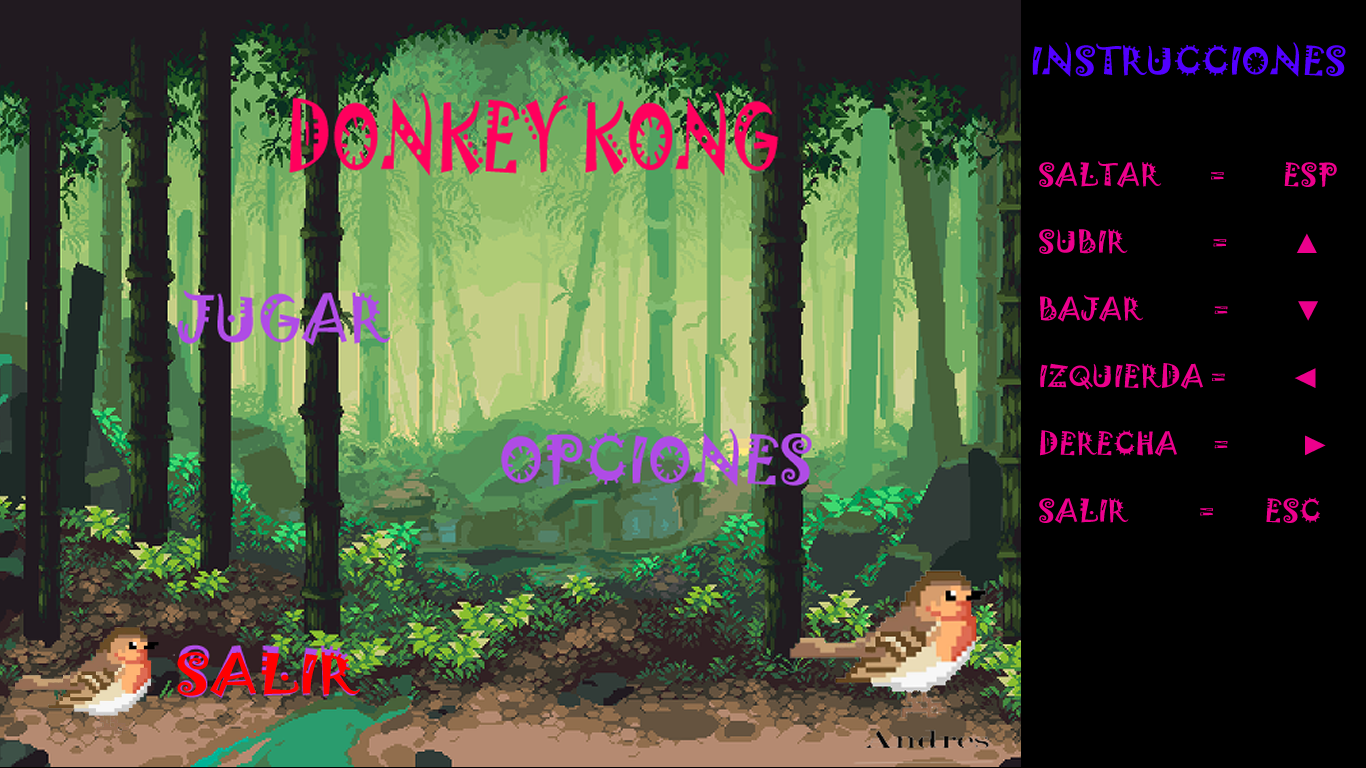 DONKEY KONG
JUGAR
OPCIONES
SALIR
Andres
INSTRUCCIONES
SALTAR = ESP
SUBIR = ▲
BAJAR = ▼
IZQUIERDA = ◄
DERECHA = ►
SALIR = ESC